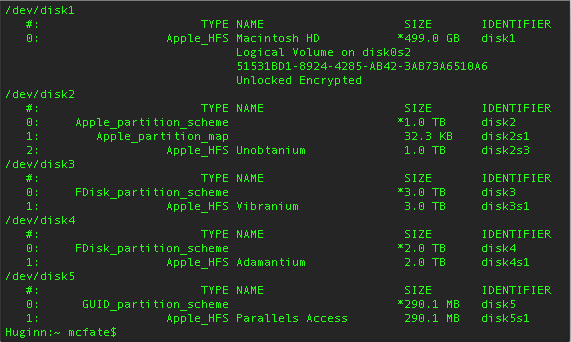 /dev/disk1
#: TYPE NAME SIZE IDENTIFIER
0: Apple_HFS Macintosh HD *499.0 GB disk1
Logical Volume on disk0s2
51531BD1-8924-4285-AB42-3AB73A6510A6
Unlocked Encrypted
/dev/disk2
#: TYPE NAME SIZE IDENTIFIER
0: Apple_partition_scheme *1.0 TB disk2
1: Apple_partition_map 32.3 KB disk2s1
2: Apple_HFS Unobtanium 1.0 TB disk2s3
/dev/disk3
#: TYPE NAME SIZE IDENTIFIER
0: FDisk_partition_scheme *3.0 TB disk3
1: Apple_HFS Vibranium 3.0 TB disk3s1
/dev/disk4
#: TYPE NAME SIZE IDENTIFIER
0: FDisk_partition_scheme *2.0 TB disk4
1: Apple_HFS Adamantium 2.0 TB disk4s1
/dev/disk5
#: TYPE NAME SIZE IDENTIFIER
0: GUID_partition_scheme *290.1 MB disk5
1: Apple_HFS Parallels Access 290.1 MB disk5s1
Huginn:~ mcfate$